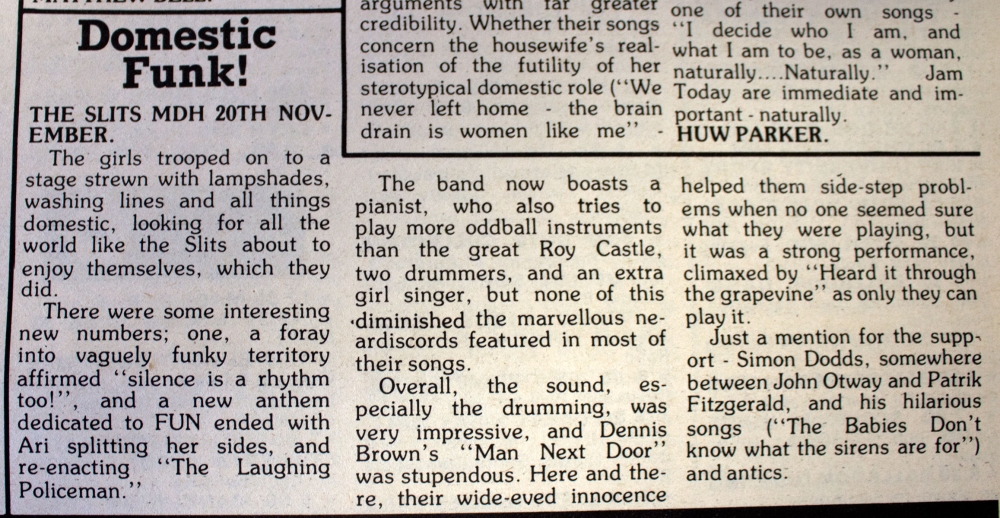 Domestic
Funk!
THE SLITS MDH 20TH NOV-
EMBER.
The girls trooped on to a
stage strewn with lampshades,
washing lines and all things
domestic, looking for all the
world like the Slits about to
enjoy themselves, which they
did.
There were some interesting
new numbers; one, a foray
into vaguely funky territory
affirmed "silence is a rhythm
too!", and a new anthem
dedicated to FUN ended with
Ari splitting her sides, and
re-enacting "The Laughing
Policeman."
arguments with far greater
credibility. Whether their songs
concern the housewife's real-
isation of the futility of her
sterotypical domestic role ("We
never left home - the brain
drain is women like me" -
one of their own songs -
"I decide who I am, and
what I am to be, as a woman,
naturally....Naturally." Jam
Today are immediate and im-
portant - naturally.
HUW PARKER.
The band now boasts a
pianist, who also tries to
play more oddball instruments
than the great Roy Castle,
two drummers, and an extra
girl singer, but none of this
diminished the marvellous ne-
ardiscords featured in most of
their songs.
Overall, the sound, es-
pecially the drumming, was
very impressive, and Dennis
Brown's "Man Next Door"
was stupendous. Here and the-
re, their wide-eyed innocence
helped them side-step probl-
ems when no one seemed sure
what they were playing, but
it was a strong performance,
climaxed by "Heard it through
the grapevine" as only they can
play it.
Just a mention for the supp-
ort - Simon Dodds, somewhere
between John Otway and Patrik
Fitzgerald, and his hilarious
songs ("The Babies Don't
know what the sirens are for")
and antics.